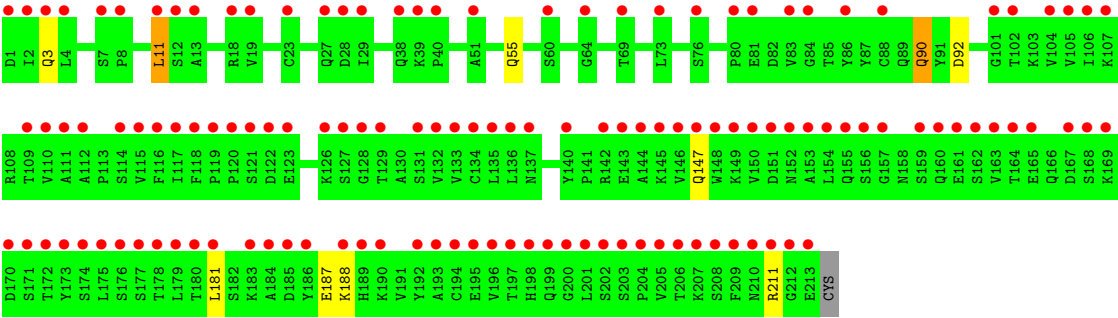 D1 I2 Q3 L4 S7 P8 L11 S12 A13 R18 V19 C23 Q27 D28 I29 Q38 K39 P40 A51 Q55 S60 G64 T69 L73 S76 P80 E81 D82 V83 G84 T85 Y86 Y87 C88 Q89 Q90 Y91 D92 G101 T102 K103 V104 V105 I106 K107
R108 T109 V110 A111 A112 P113 S114 V115 F116 I117 F118 P119 P120 S121 D122 E123 K126 S127 G128 T129 A130 S131 V132 V133 C134 L135 L136 N137 Y140 P141 R142 E143 A144 K145 V146 Q147 W148 K149 V150 D151 N152 A153 L154 Q155 S156 G157 N158 S159 Q160 E161 S162 V163 T164 E165 Q166 D167 S168 K169
D170 S171 T172 Y173 S174 L175 S176 S177 T178 L179 T180 L181 S182 K183 A184 D185 Y186 E187 K188 H189 K190 V191 Y192 A193 C194 E195 V196 T197 H198 Q199 G200 L201 S202 S203 P204 V205 T206 K207 S208 F209 N210 R211 G212 E213 CYS